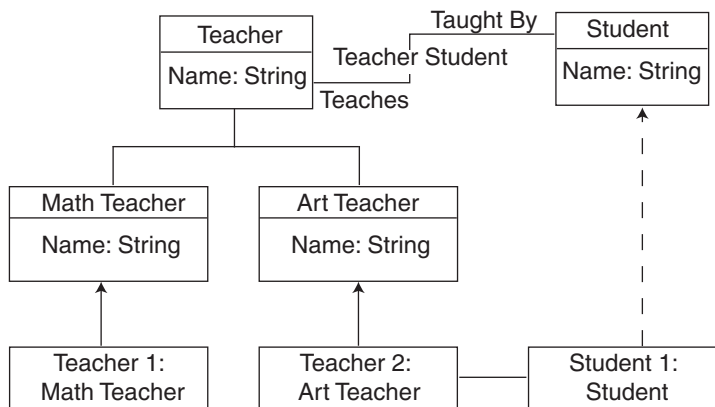 Taught By
Teacher
Student
Teacher Student
Name: String
Name: String
Teaches
Math Teacher
Art Teacher
Name: String
Name: String
Teacher 1:
Math Teacher
Teacher 2:
Art Teacher
Student 1:
Student